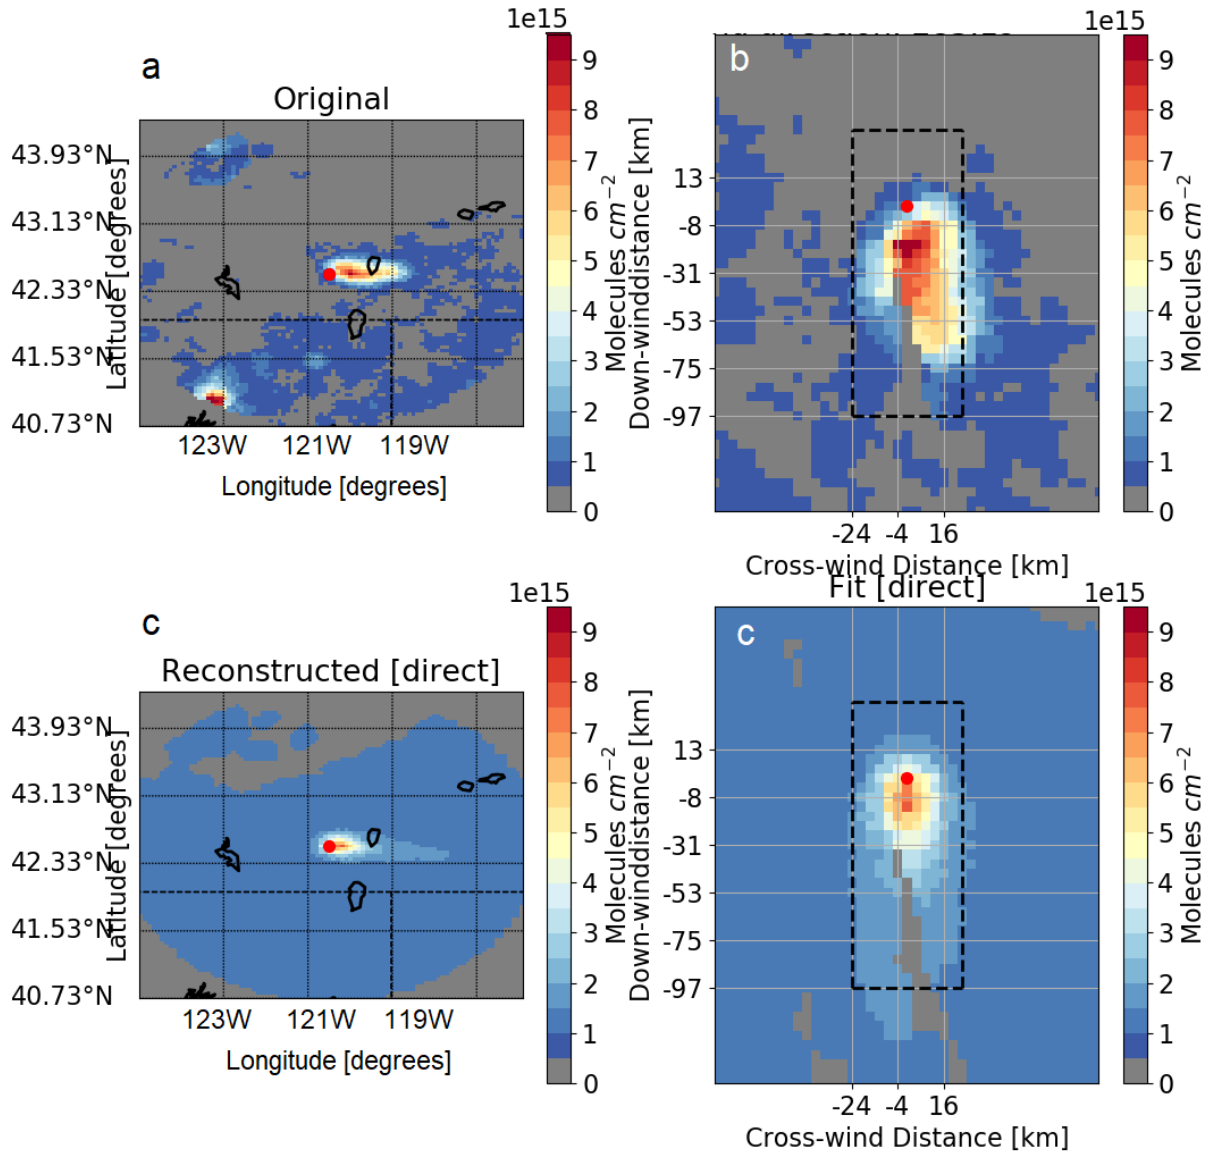 1e15
1e15
a
b
Original
43.93°N
43.13°N
42.33°N
41.53°N
40.73°N
Latitude [degrees]
123W
121W
119W
Longitude [degrees]
9
8
7
6
5
4
3
2
1
0
Molecules cm⁻²
Down-winddistance [km]
13
-8
-31
-53
-75
-97
-24
-4
16
Cross-wind Distance [km]
9
8
7
6
5
4
3
2
1
0
Molecules cm⁻²
1e15
Fit [direct]
1e15
c
c
Reconstructed [direct]
43.93°N
43.13°N
42.33°N
41.53°N
40.73°N
Latitude [degrees]
123W
121W
119W
Longitude [degrees]
9
8
7
6
5
4
3
2
1
0
Molecules cm⁻²
Down-winddistance [km]
13
-8
-31
-53
-75
-97
-24
-4
16
Cross-wind Distance [km]
9
8
7
6
5
4
3
2
1
0
Molecules cm⁻²